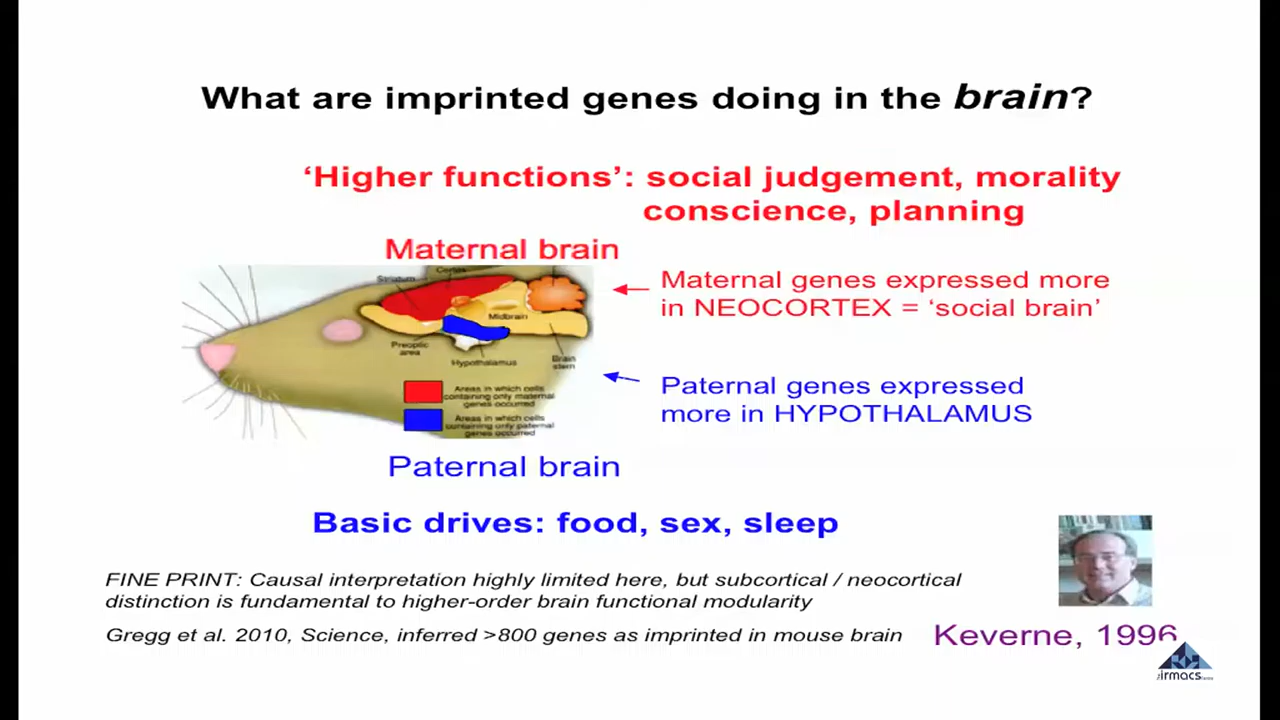 What are imprinted genes doing in the brain?
‘Higher functions’: social judgement, morality
conscience, planning
Maternal brain
Maternal genes expressed more
in NEOCORTEX = ‘social brain’
Cortex
Striatum
Midbrain
Preoptic
area
Hypothalamus
Brain
stem
Areas in which cells
containing only maternal
genes occurred
Areas in which cells
containing only paternal
genes occurred
Paternal genes expressed
more in HYPOTHALAMUS
Paternal brain
Basic drives: food, sex, sleep
FINE PRINT: Causal interpretation highly limited here, but subcortical / neocortical
distinction is fundamental to higher-order brain functional modularity
Gregg et al. 2010, Science, inferred >800 genes as imprinted in mouse brain
Keverne, 1996
irmacs